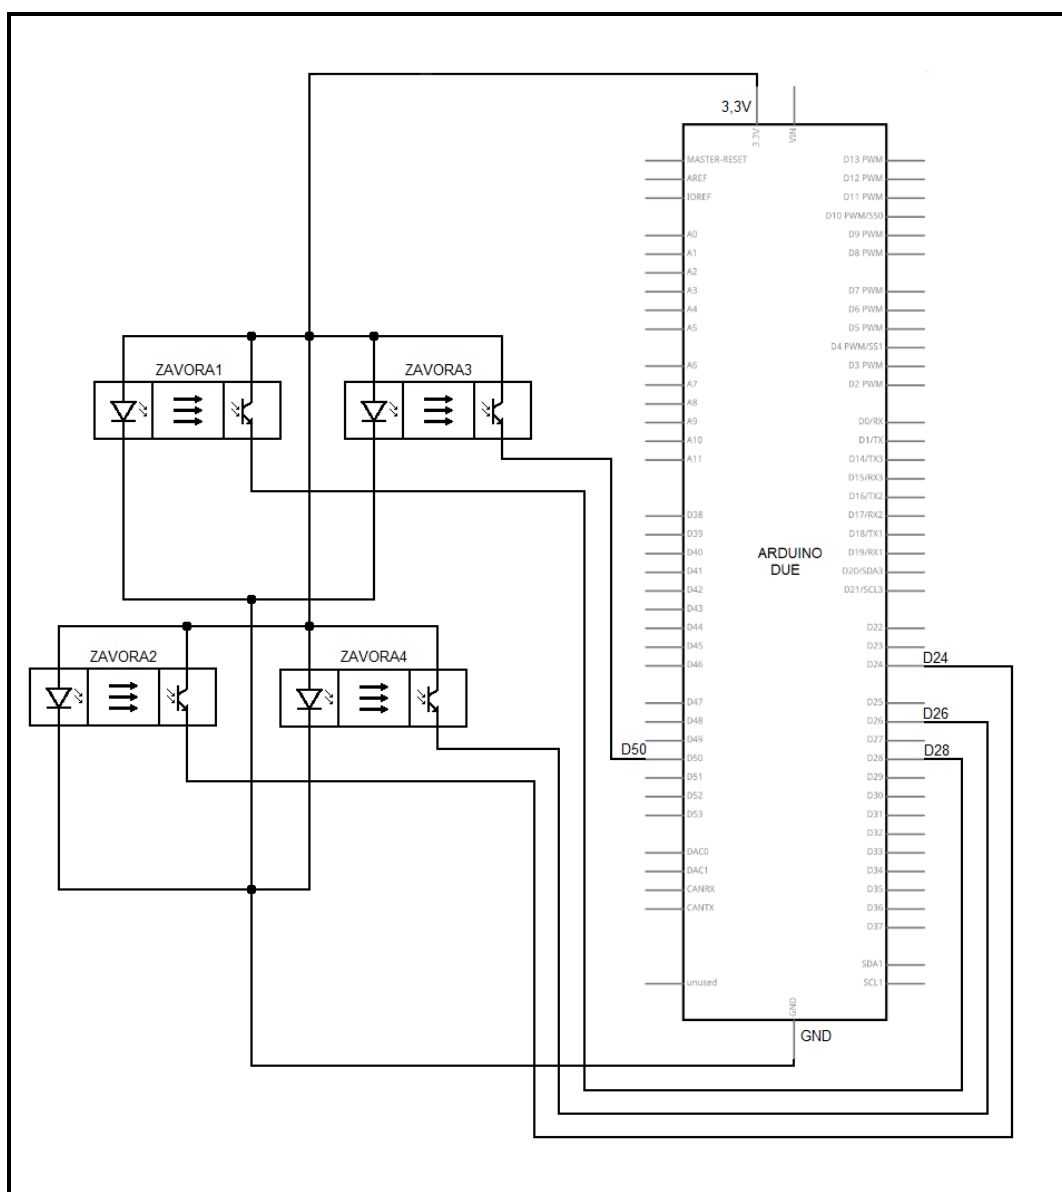 3,3V
3.3V
VIN
MASTER-RESET
AREF
IOREF
A0
A1
A2
A3
A4
A5
A6
A7
A8
A9
A10
A11
D38
D39
D40
D41
D42
D43
D44
D45
D46
D47
D48
D49
D50
D51
D52
D53
DAC0
DAC1
CANRX
CANTX
unused
D13 PWM
D12 PWM
D11 PWM
D10 PWM/SS0
D9 PWM
D8 PWM
D7 PWM
D6 PWM
D5 PWM
D4 PWM/SS1
D3 PWM
D2 PWM
D0/RX
D1/TX
D14/TX3
D15/RX3
D16/TX2
D17/RX2
D18/TX1
D19/RX1
D20/SDA3
D21/SCL3
D22
D23
D24
D25
D26
D27
D28
D29
D30
D31
D32
D33
D34
D35
D36
D37
SDA1
SCL1
GND
GND
ARDUINO
DUE
ZAVORA1
ZAVORA3
ZAVORA2
ZAVORA4
D50
D24
D26
D28